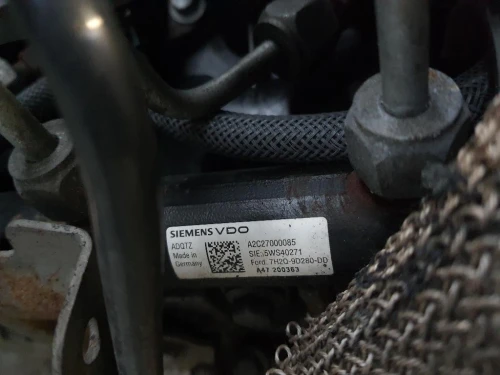 SIEMENS VDO
ADQTZ A2C27000085
Made in SIE.:5WS40271
Germany Ford.7H2Q-9D280-DD
A47 200363